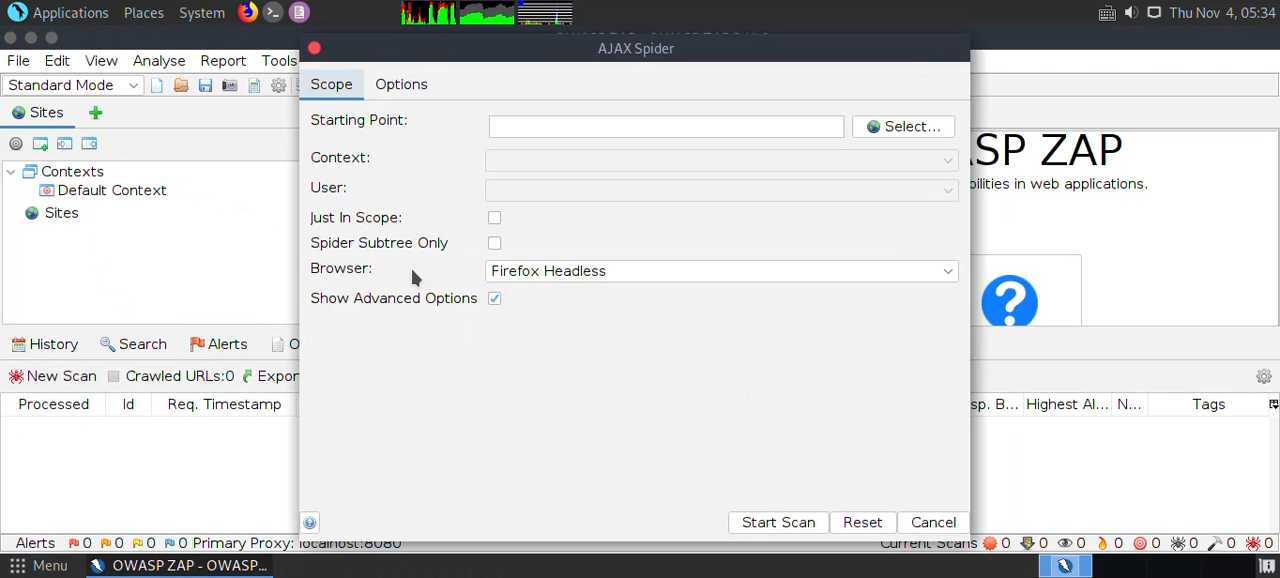 Applications Places System Thu Nov 4, 05:34
AJAX Spider
File Edit View Analyse Report Tools
Scope Options
Standard Mode
Sites
Starting Point: Select...
Context:
User:
Just In Scope:
Spider Subtree Only
Browser: Firefox Headless
Show Advanced Options
Contexts
Default Context
Sites
SP ZAP
bilities in web applications.
?
History Search Alerts O
New Scan Crawled URLs:0 Expor
Processed Id Req. Timestamp sp. B... Highest Al... N... Tags
Start Scan Reset Cancel
Alerts 0 0 0 0 Primary Proxy: localhost:8080 Current Scans 0 0 0 0 0 0 0 0
Menu OWASP ZAP - OWASP...